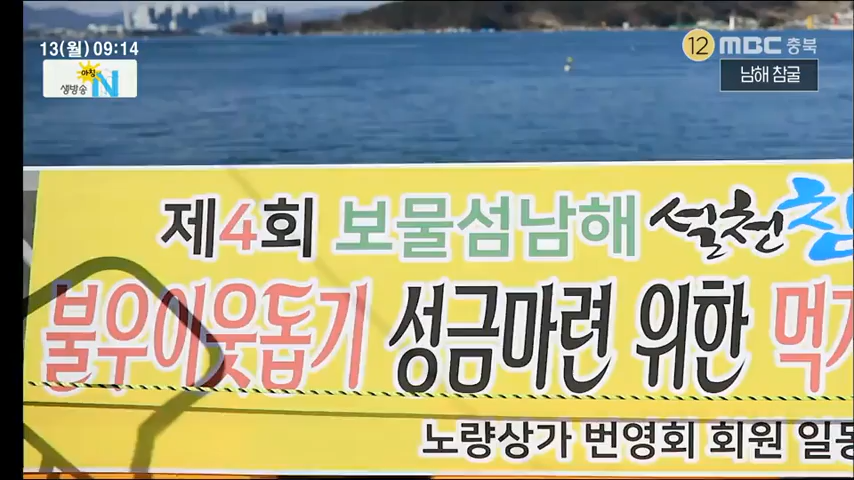 13(월) 09:14
12 MBC 충북
아침
생방송 N
남해 참굴
제4회 보물섬남해 설천참
불우이웃돕기 성금마련 위한 먹
노량상가 번영회 회원 일동